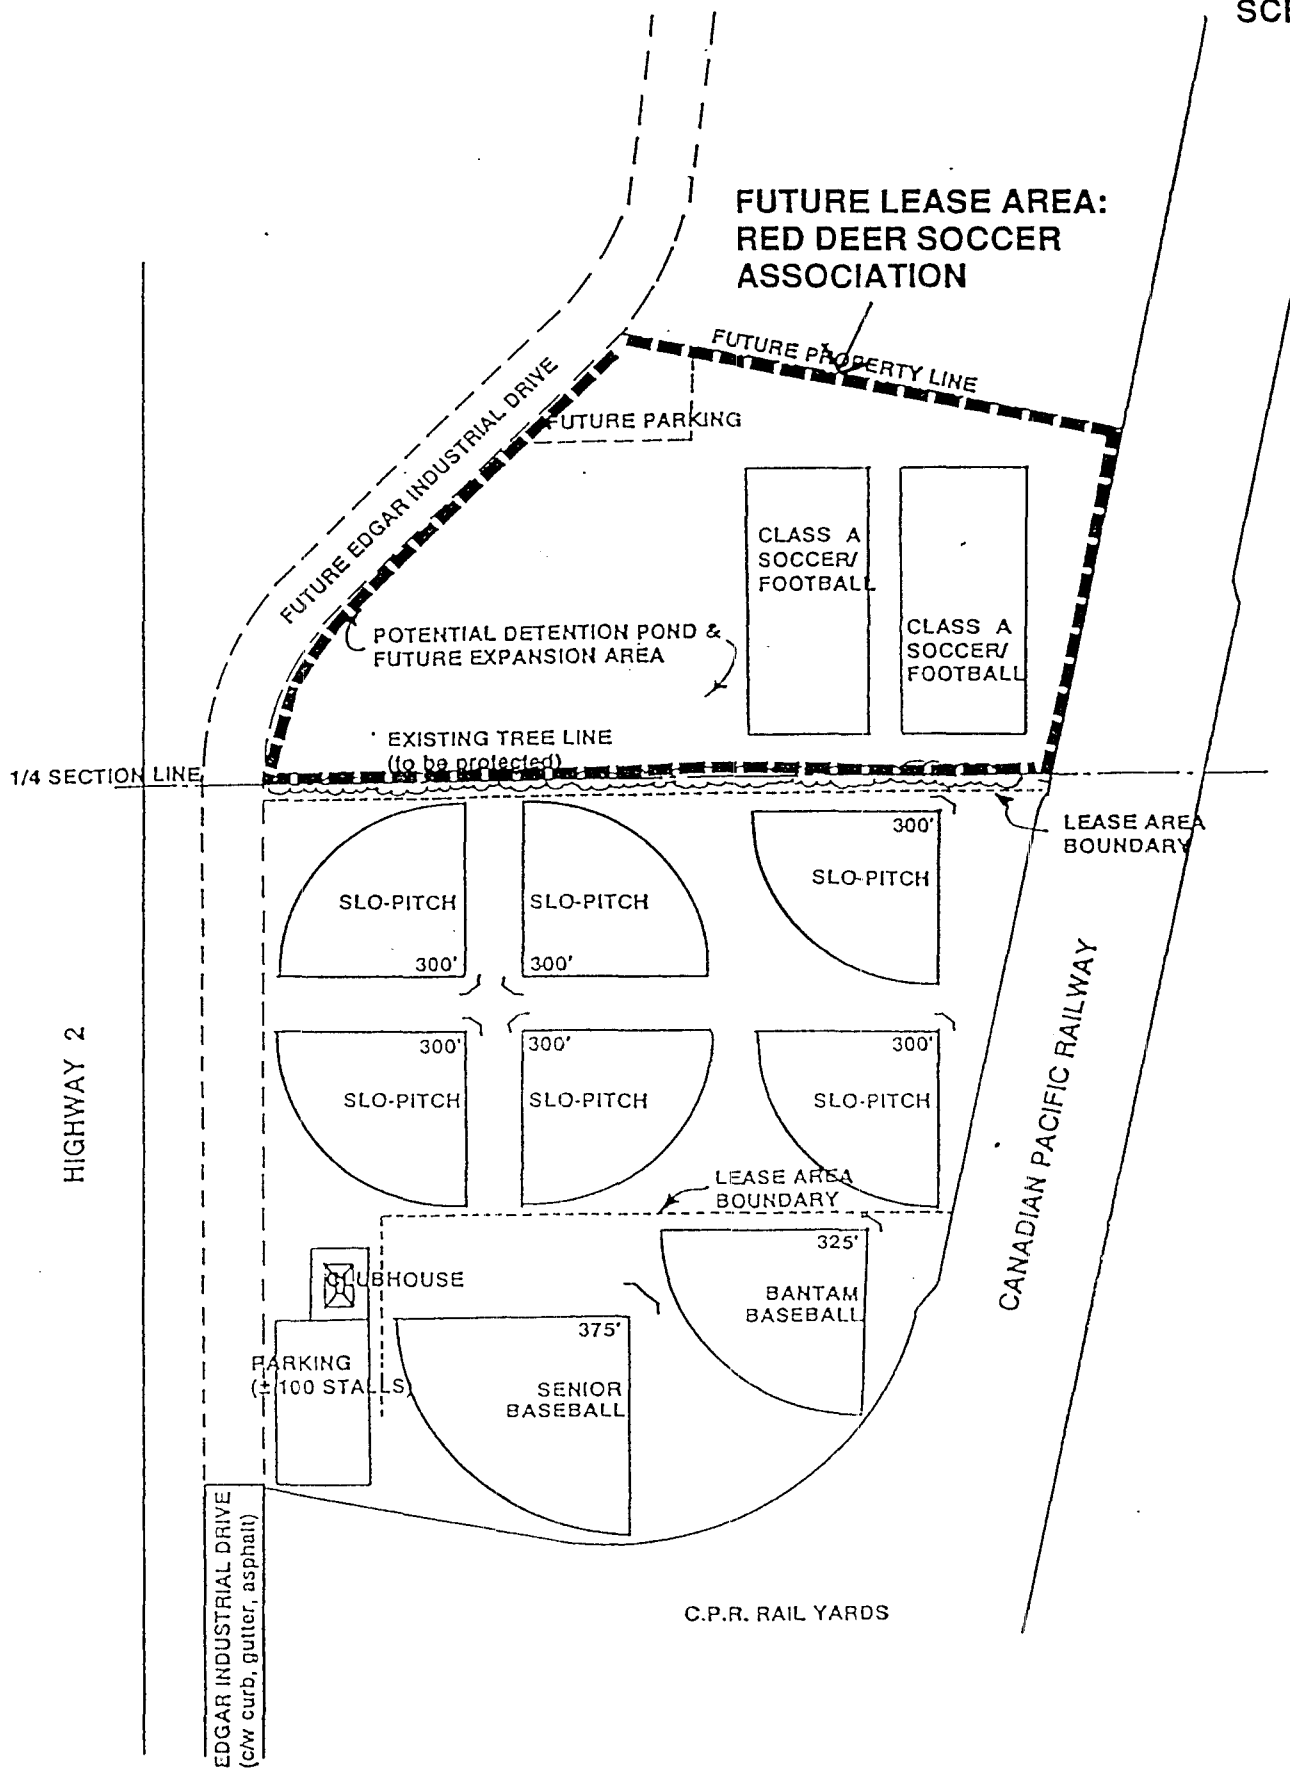 FUTURE LEASE AREA:
RED DEER SOCCER
ASSOCIATION
FUTURE PROPERTY LINE
FUTURE EDGAR INDUSTRIAL DRIVE
FUTURE PARKING
CLASS A
SOCCER/
FOOTBALL
CLASS A
SOCCER/
FOOTBALL
POTENTIAL DETENTION POND &
FUTURE EXPANSION AREA
EXISTING TREE LINE
(to be protected)
1/4 SECTION LINE
LEASE AREA
BOUNDARY
SLO-PITCH
300'
SLO-PITCH
300'
300'
SLO-PITCH
300'
SLO-PITCH
300'
SLO-PITCH
300'
SLO-PITCH
HIGHWAY 2
CANADIAN PACIFIC RAILWAY
LEASE AREA
BOUNDARY
325'
BANTAM
BASEBALL
CLUBHOUSE
375'
SENIOR
BASEBALL
PARKING
(±100 STALLS)
EDGAR INDUSTRIAL DRIVE
(c/w curb, gutter, asphalt)
C.P.R. RAIL YARDS